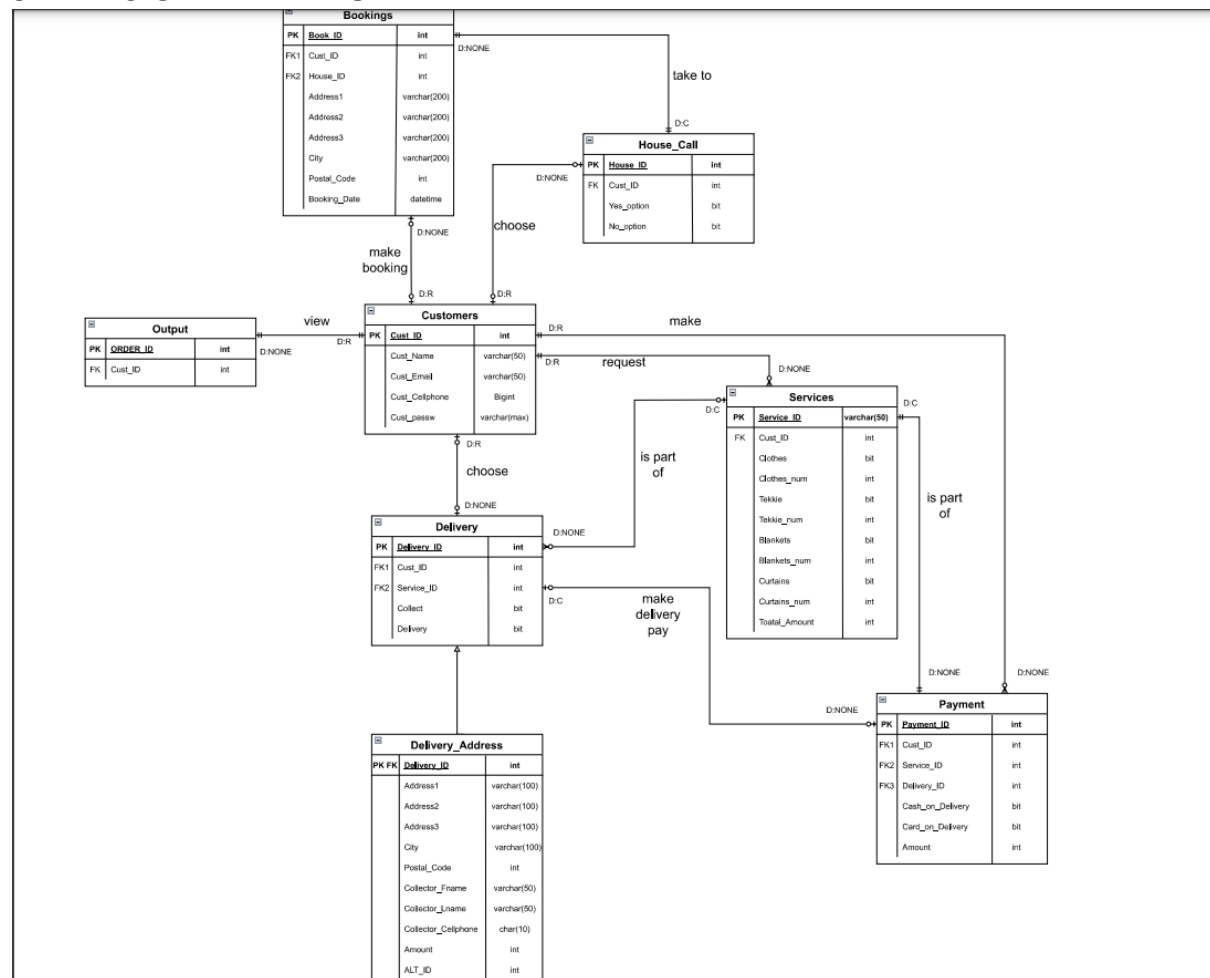 Bookings
PK Book_ID int
FK1 Cust_ID int
FK2 House_ID int
Address1 varchar(200)
Address2 varchar(200)
Address3 varchar(200)
City varchar(200)
Postal_Code int
Booking_Date datetime
D:NONE
take to
D:C
House_Call
PK House_ID int
FK Cust_ID int
Yes_option bit
No_option bit
D:NONE
choose
D:R
D:NONE
make
booking
D:R
Output
PK ORDER_ID int
FK Cust_ID int
view
D:NONE
D:R
Customers
PK Cust_ID int
Cust_Name varchar(50)
Cust_Email varchar(50)
Cust_Cellphone Bigint
Cust_passw varchar(max)
D:R
make
D:R
request
D:NONE
D:R
choose
D:NONE
Services
PK Service_ID varchar(50)
FK Cust_ID int
Clothes bit
Clothes_num int
Tekkie bit
Tekkie_num int
Blankets bit
Blankets_num int
Curtains bit
Curtains_num int
Toatal_Amount int
D:C
D:C
is part
of
D:NONE
is part
of
D:NONE
D:NONE
Delivery
PK Delivery_ID int
FK1 Cust_ID int
FK2 Service_ID int
Collect bit
Delivery bit
D:C
make
delivery
pay
D:NONE
Payment
PK Payment_ID int
FK1 Cust_ID int
FK2 Service_ID int
FK3 Delivery_ID int
Cash_on_Delivery bit
Card_on_Delivery bit
Amount int
Delivery_Address
PK FK Delivery_ID int
Address1 varchar(100)
Address2 varchar(100)
Address3 varchar(100)
City varchar(100)
Postal_Code int
Collector_Fname varchar(50)
Collector_Lname varchar(50)
Collector_Cellphone char(10)
Amount int
ALT_ID int